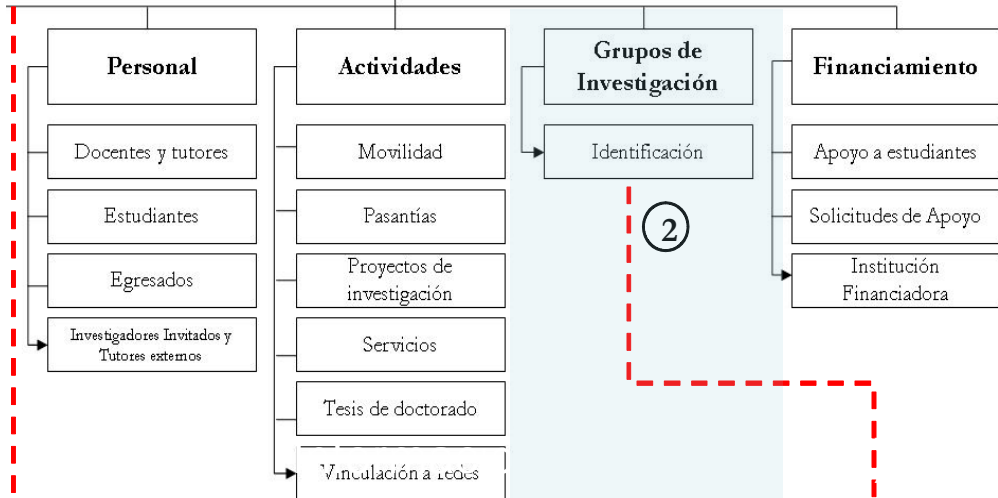 Personal
Actividades
Grupos de
Investigación
Financiamiento
Docentes y tutores
Movilidad
Identificación
Apoyo a estudiantes
Estudiantes
Pasantías
2
Solicitudes de Apoyo
Egresados
Proyectos de
investigación
Institución
Financiadora
Investigadores Invitados y
Tutores externos
Servicios
Tesis de doctorado
Vinculación a redes